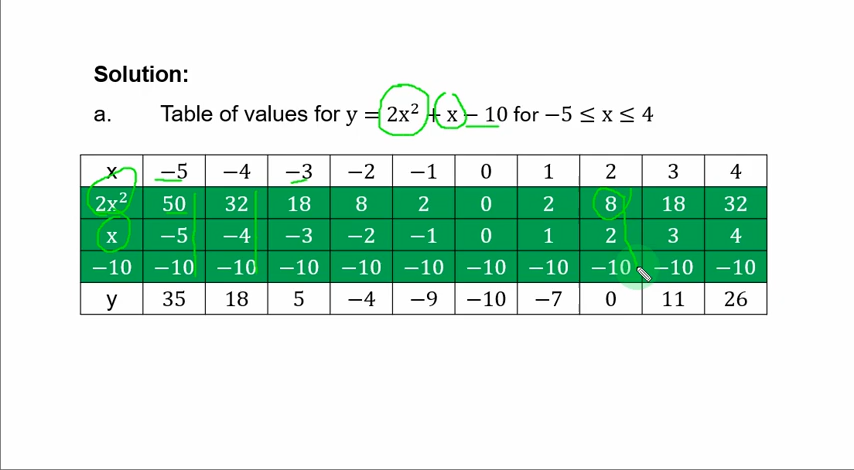 Solution:
a. Table of values for y = 2x² + x − 10 for −5 ≤ x ≤ 4
x −5 −4 −3 −2 −1 0 1 2 3 4
2x² 50 32 18 8 2 0 2 8 18 32
x −5 −4 −3 −2 −1 0 1 2 3 4
−10 −10 −10 −10 −10 −10 −10 −10 −10 −10 −10
y 35 18 5 −4 −9 −10 −7 0 11 26